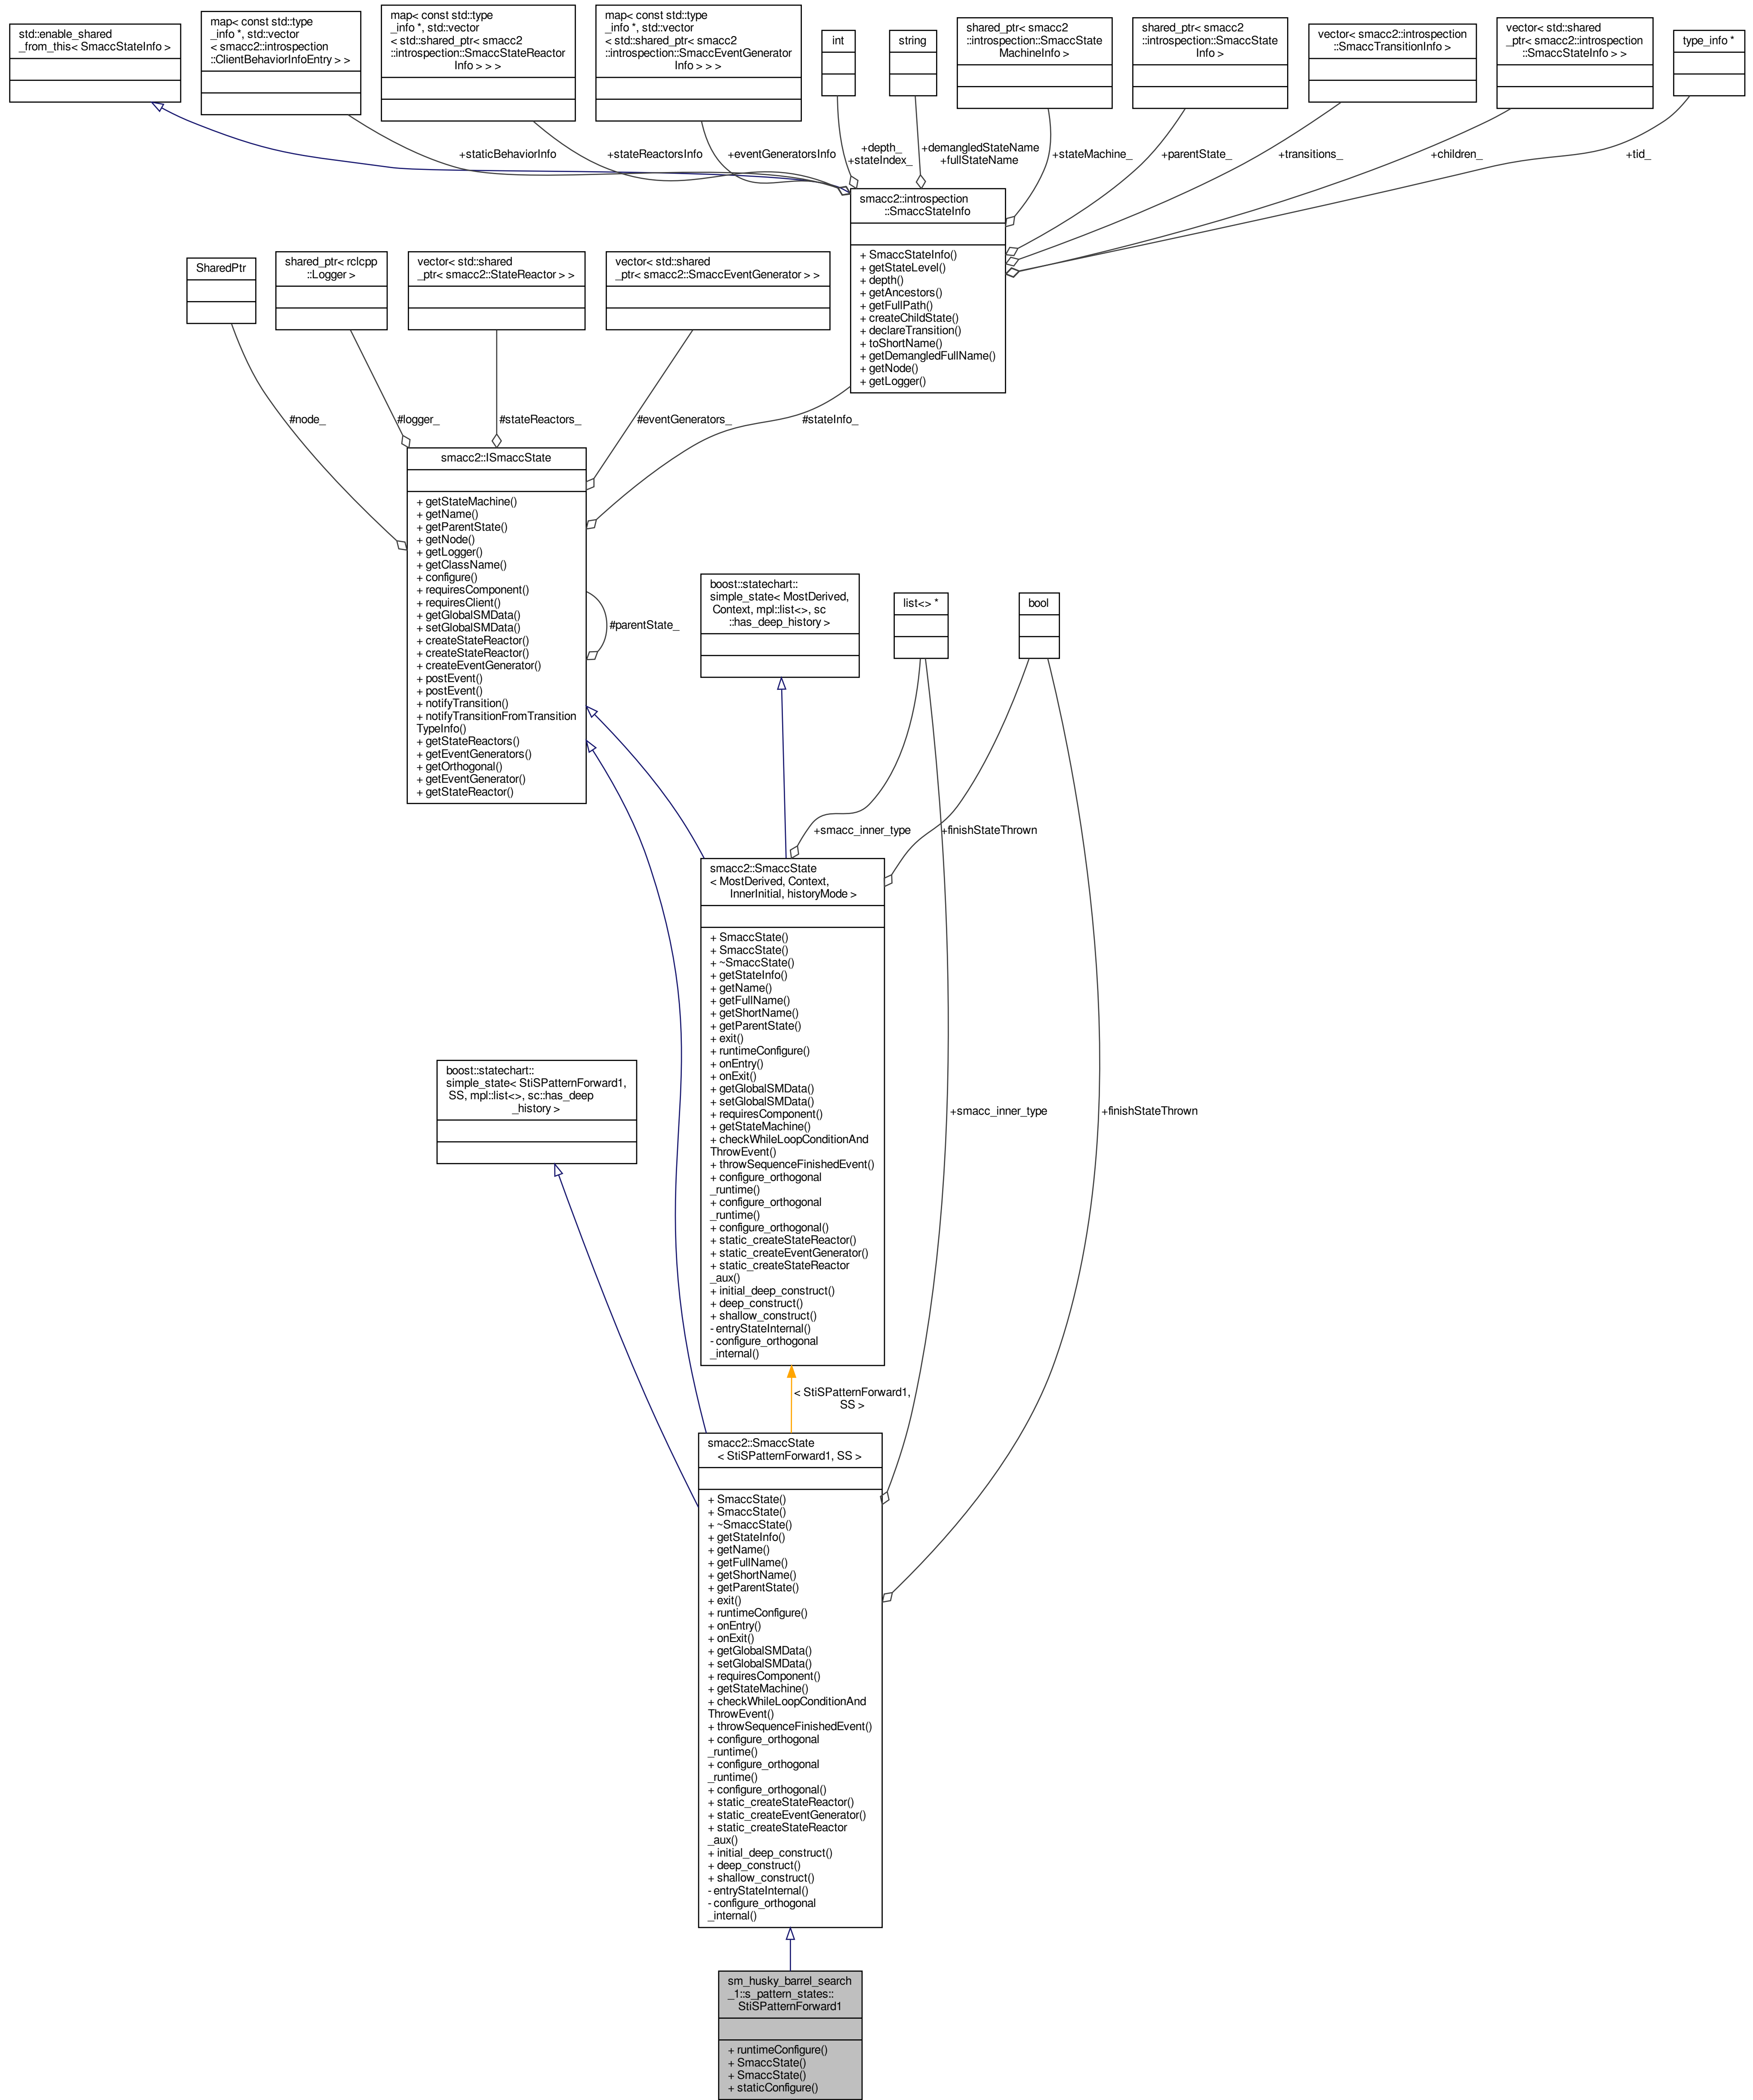 std::enable_shared
_from_this< SmaccStateInfo >
map< const std::type
_info *, std::vector
< smacc2::introspection
::ClientBehaviorInfoEntry > >
map< const std::type
_info *, std::vector
< std::shared_ptr< smacc2
::introspection::SmaccStateReactor
Info > > >
map< const std::type
_info *, std::vector
< std::shared_ptr< smacc2
::introspection::SmaccEventGenerator
Info > > >
int
string
shared_ptr< smacc2
::introspection::SmaccState
MachineInfo >
shared_ptr< smacc2
::introspection::SmaccState
Info >
vector< smacc2::introspection
::SmaccTransitionInfo >
vector< std::shared
_ptr< smacc2::introspection
::SmaccStateInfo > >
type_info *
+staticBehaviorInfo
+stateReactorsInfo
+eventGeneratorsInfo
+depth_
+stateIndex_
+demangledStateName
+fullStateName
+stateMachine_
+parentState_
+transitions_
+children_
+tid_
smacc2::introspection
::SmaccStateInfo
+ SmaccStateInfo()
+ getStateLevel()
+ depth()
+ getAncestors()
+ getFullPath()
+ createChildState()
+ declareTransition()
+ toShortName()
+ getDemangledFullName()
+ getNode()
+ getLogger()
SharedPtr
shared_ptr< rclcpp
::Logger >
vector< std::shared
_ptr< smacc2::StateReactor > >
vector< std::shared
_ptr< smacc2::SmaccEventGenerator > >
#node_
#logger_
#stateReactors_
#eventGenerators_
#stateInfo_
smacc2::ISmaccState
+ getStateMachine()
+ getName()
+ getParentState()
+ getNode()
+ getLogger()
+ getClassName()
+ configure()
+ requiresComponent()
+ requiresClient()
+ getGlobalSMData()
+ setGlobalSMData()
+ createStateReactor()
+ createStateReactor()
+ createEventGenerator()
+ postEvent()
+ postEvent()
+ notifyTransition()
+ notifyTransitionFromTransition
TypeInfo()
+ getStateReactors()
+ getEventGenerators()
+ getOrthogonal()
+ getEventGenerator()
+ getStateReactor()
#parentState_
boost::statechart::
simple_state< MostDerived,
Context, mpl::list<>, sc
::has_deep_history >
list<> *
bool
+smacc_inner_type
+finishStateThrown
smacc2::SmaccState
< MostDerived, Context,
InnerInitial, historyMode >
+ SmaccState()
+ SmaccState()
+ ~SmaccState()
+ getStateInfo()
+ getName()
+ getFullName()
+ getShortName()
+ getParentState()
+ exit()
+ runtimeConfigure()
+ onEntry()
+ onExit()
+ getGlobalSMData()
+ setGlobalSMData()
+ requiresComponent()
+ getStateMachine()
+ checkWhileLoopConditionAnd
ThrowEvent()
+ throwSequenceFinishedEvent()
+ configure_orthogonal
_runtime()
+ configure_orthogonal
_runtime()
+ configure_orthogonal()
+ static_createStateReactor()
+ static_createEventGenerator()
+ static_createStateReactor
_aux()
+ initial_deep_construct()
+ deep_construct()
+ shallow_construct()
- entryStateInternal()
- configure_orthogonal
_internal()
boost::statechart::
simple_state< StiSPatternForward1,
SS, mpl::list<>, sc::has_deep
_history >
+smacc_inner_type
+finishStateThrown
< StiSPatternForward1,
SS >
smacc2::SmaccState
< StiSPatternForward1, SS >
+ SmaccState()
+ SmaccState()
+ ~SmaccState()
+ getStateInfo()
+ getName()
+ getFullName()
+ getShortName()
+ getParentState()
+ exit()
+ runtimeConfigure()
+ onEntry()
+ onExit()
+ getGlobalSMData()
+ setGlobalSMData()
+ requiresComponent()
+ getStateMachine()
+ checkWhileLoopConditionAnd
ThrowEvent()
+ throwSequenceFinishedEvent()
+ configure_orthogonal
_runtime()
+ configure_orthogonal
_runtime()
+ configure_orthogonal()
+ static_createStateReactor()
+ static_createEventGenerator()
+ static_createStateReactor
_aux()
+ initial_deep_construct()
+ deep_construct()
+ shallow_construct()
- entryStateInternal()
- configure_orthogonal
_internal()
sm_husky_barrel_search
_1::s_pattern_states::
StiSPatternForward1
+ runtimeConfigure()
+ SmaccState()
+ SmaccState()
+ staticConfigure()